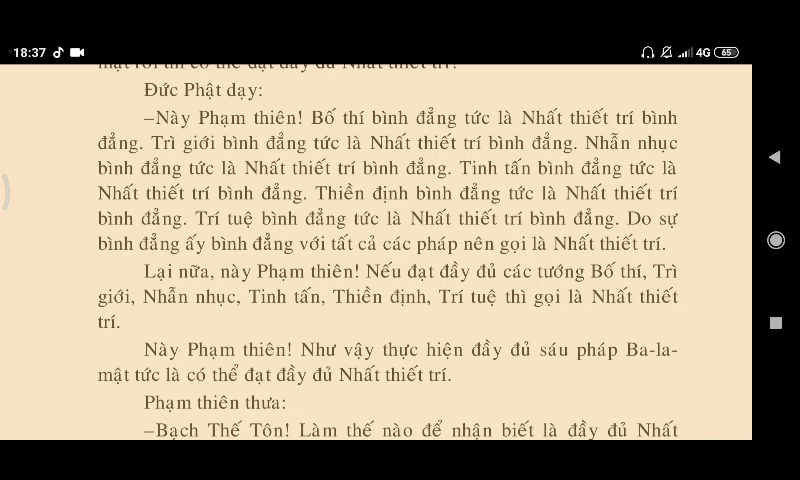 18:37
4G 65
Đức Phật dạy:
–Này Phạm thiên! Bố thí bình đẳng tức là Nhất thiết trí bình
đẳng. Trì giới bình đẳng tức là Nhất thiết trí bình đẳng. Nhẫn nhục
bình đẳng tức là Nhất thiết trí bình đẳng. Tinh tấn bình đẳng tức là
Nhất thiết trí bình đẳng. Thiền định bình đẳng tức là Nhất thiết trí
bình đẳng. Trí tuệ bình đẳng tức là Nhất thiết trí bình đẳng. Do sự
bình đẳng ấy bình đẳng với tất cả các pháp nên gọi là Nhất thiết trí.
Lại nữa, này Phạm thiên! Nếu đạt đầy đủ các tướng Bố thí, Trì
giới, Nhẫn nhục, Tinh tấn, Thiền định, Trí tuệ thì gọi là Nhất thiết
trí.
Này Phạm thiên! Như vậy thực hiện đầy đủ sáu pháp Ba-la-
mật tức là có thể đạt đầy đủ Nhất thiết trí.
Phạm thiên thưa:
–Bạch Thế Tôn! Làm thế nào để nhận biết là đầy đủ Nhất